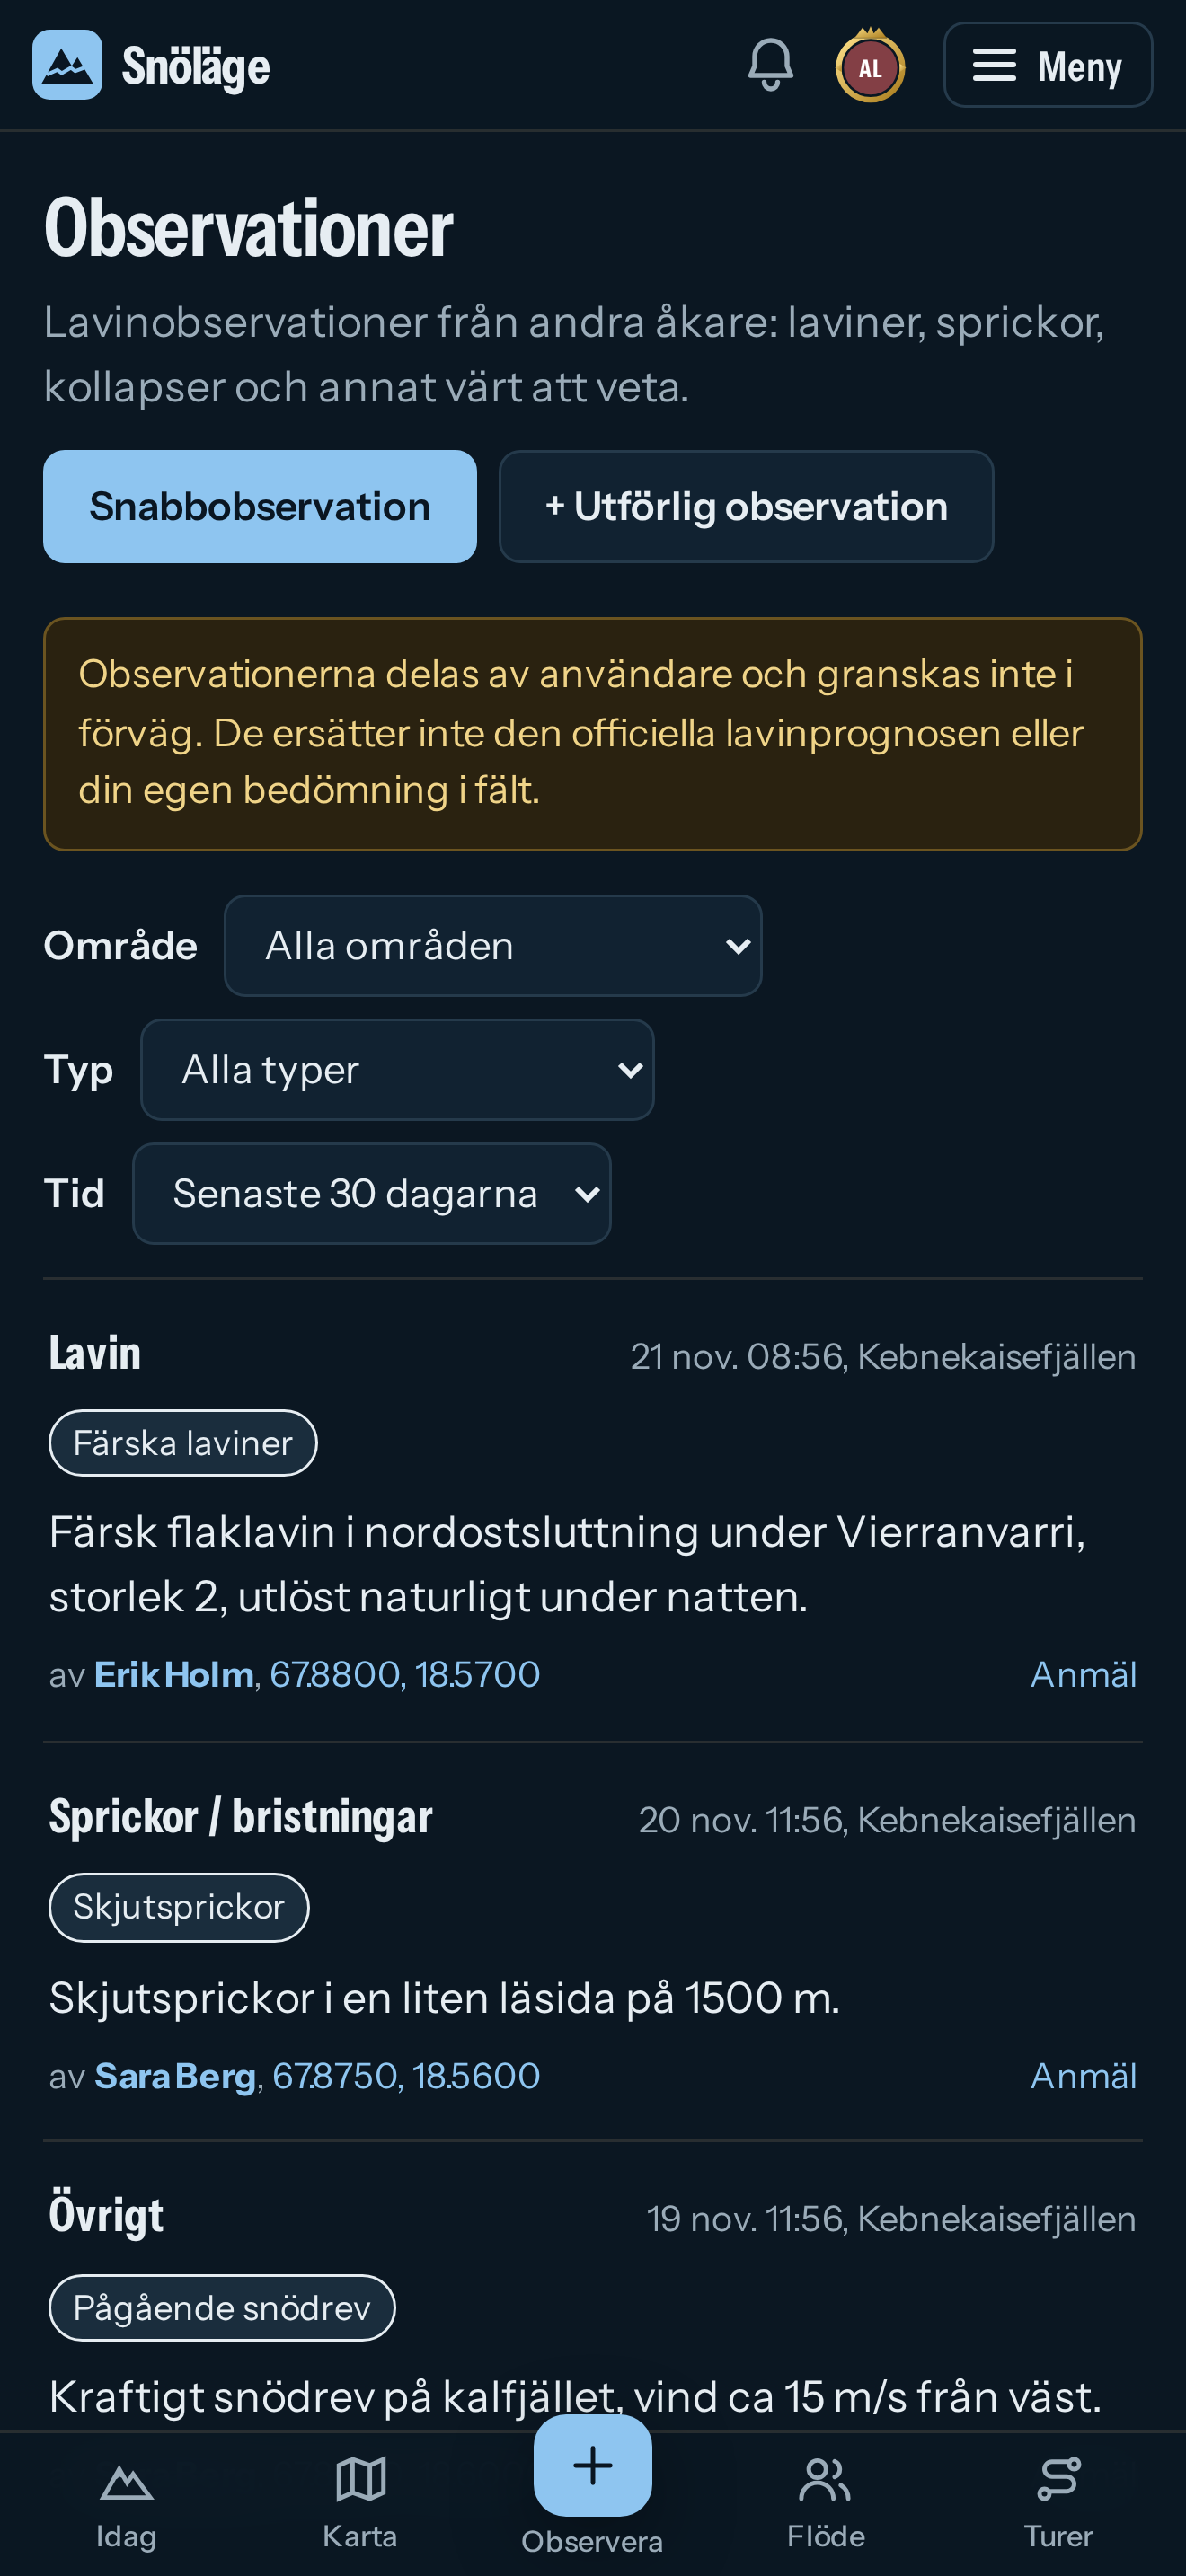 Snöläge
AL
Meny
Observationer
Lavinobservationer från andra åkare: laviner, sprickor,
kollapser och annat värt att veta.
Snabbobservation
+ Utförlig observation
Observationerna delas av användare och granskas inte i
förväg. De ersätter inte den officiella lavinprognosen eller
din egen bedömning i fält.
Område Alla områden
Typ Alla typer
Tid Senaste 30 dagarna
Lavin 21 nov. 08:56, Kebnekaisefjällen
Färska laviner
Färsk flaklavin i nordostsluttning under Vierranvarri,
storlek 2, utlöst naturligt under natten.
av Erik Holm, 67.8800, 18.5700 Anmäl
Sprickor / bristningar 20 nov. 11:56, Kebnekaisefjällen
Skjutsprickor
Skjutsprickor i en liten läsida på 1500 m.
av Sara Berg, 67.8750, 18.5600 Anmäl
Övrigt 19 nov. 11:56, Kebnekaisefjällen
Pågående snödrev
Kraftigt snödrev på kalfjället, vind ca 15 m/s från väst.
Idag Karta Observera Flöde Turer